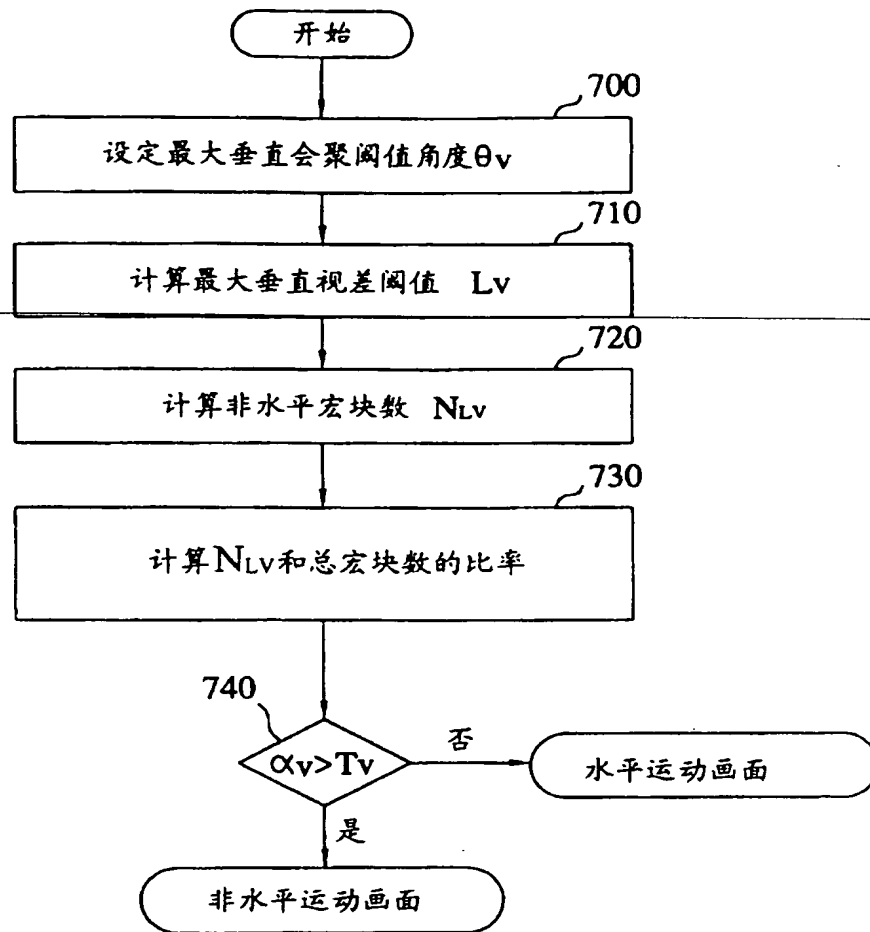 开始
700
设定最大垂直会聚阈值角度θv
710
计算最大垂直视差阈值 Lv
720
计算非水平宏块数 NLV
730
计算NLV和总宏块数的比率
740
αv>Tv
否
水平运动画面
是
非水平运动画面